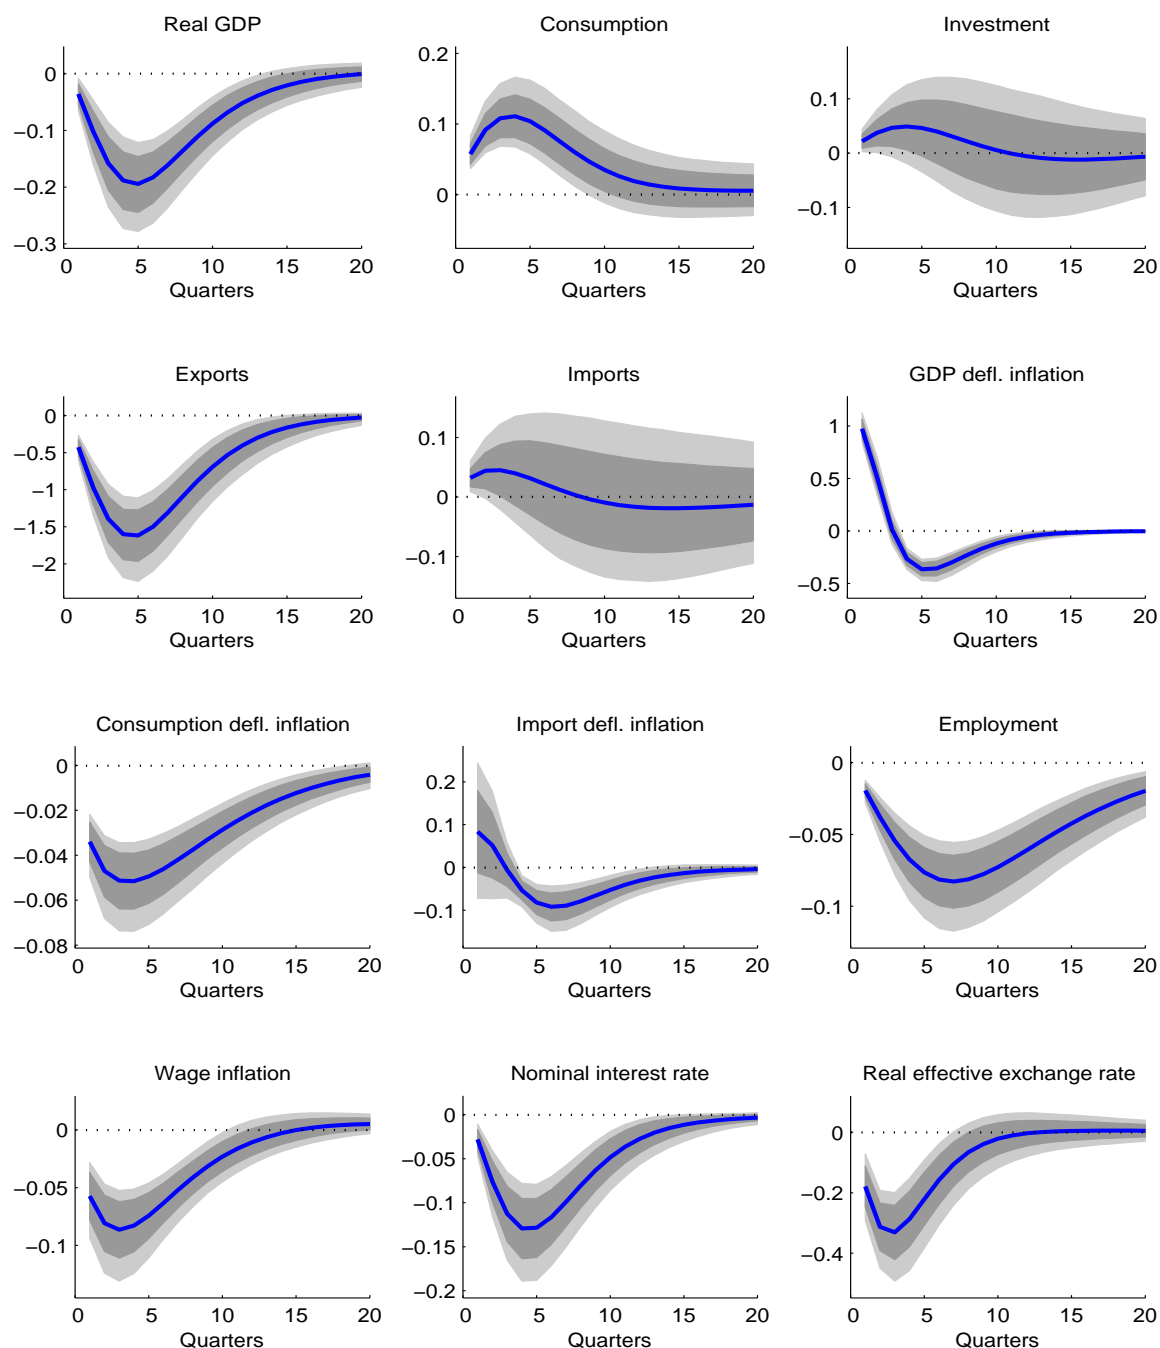 Real GDP
0
−0.1
−0.2
−0.3
0 5 10 15 20
Quarters
Consumption
0.2
0.1
0
0 5 10 15 20
Quarters
Investment
0.1
0
−0.1
0 5 10 15 20
Quarters
Exports
0
−0.5
−1
−1.5
−2
0 5 10 15 20
Quarters
Imports
0.1
0
−0.1
0 5 10 15 20
Quarters
GDP defl. inflation
1
0.5
0
−0.5
0 5 10 15 20
Quarters
Consumption defl. inflation
0
−0.02
−0.04
−0.06
−0.08
0 5 10 15 20
Quarters
Import defl. inflation
0.2
0.1
0
−0.1
0 5 10 15 20
Quarters
Employment
0
−0.05
−0.1
0 5 10 15 20
Quarters
Wage inflation
0
−0.05
−0.1
0 5 10 15 20
Quarters
Nominal interest rate
0
−0.05
−0.1
−0.15
−0.2
0 5 10 15 20
Quarters
Real effective exchange rate
0
−0.2
−0.4
0 5 10 15 20
Quarters